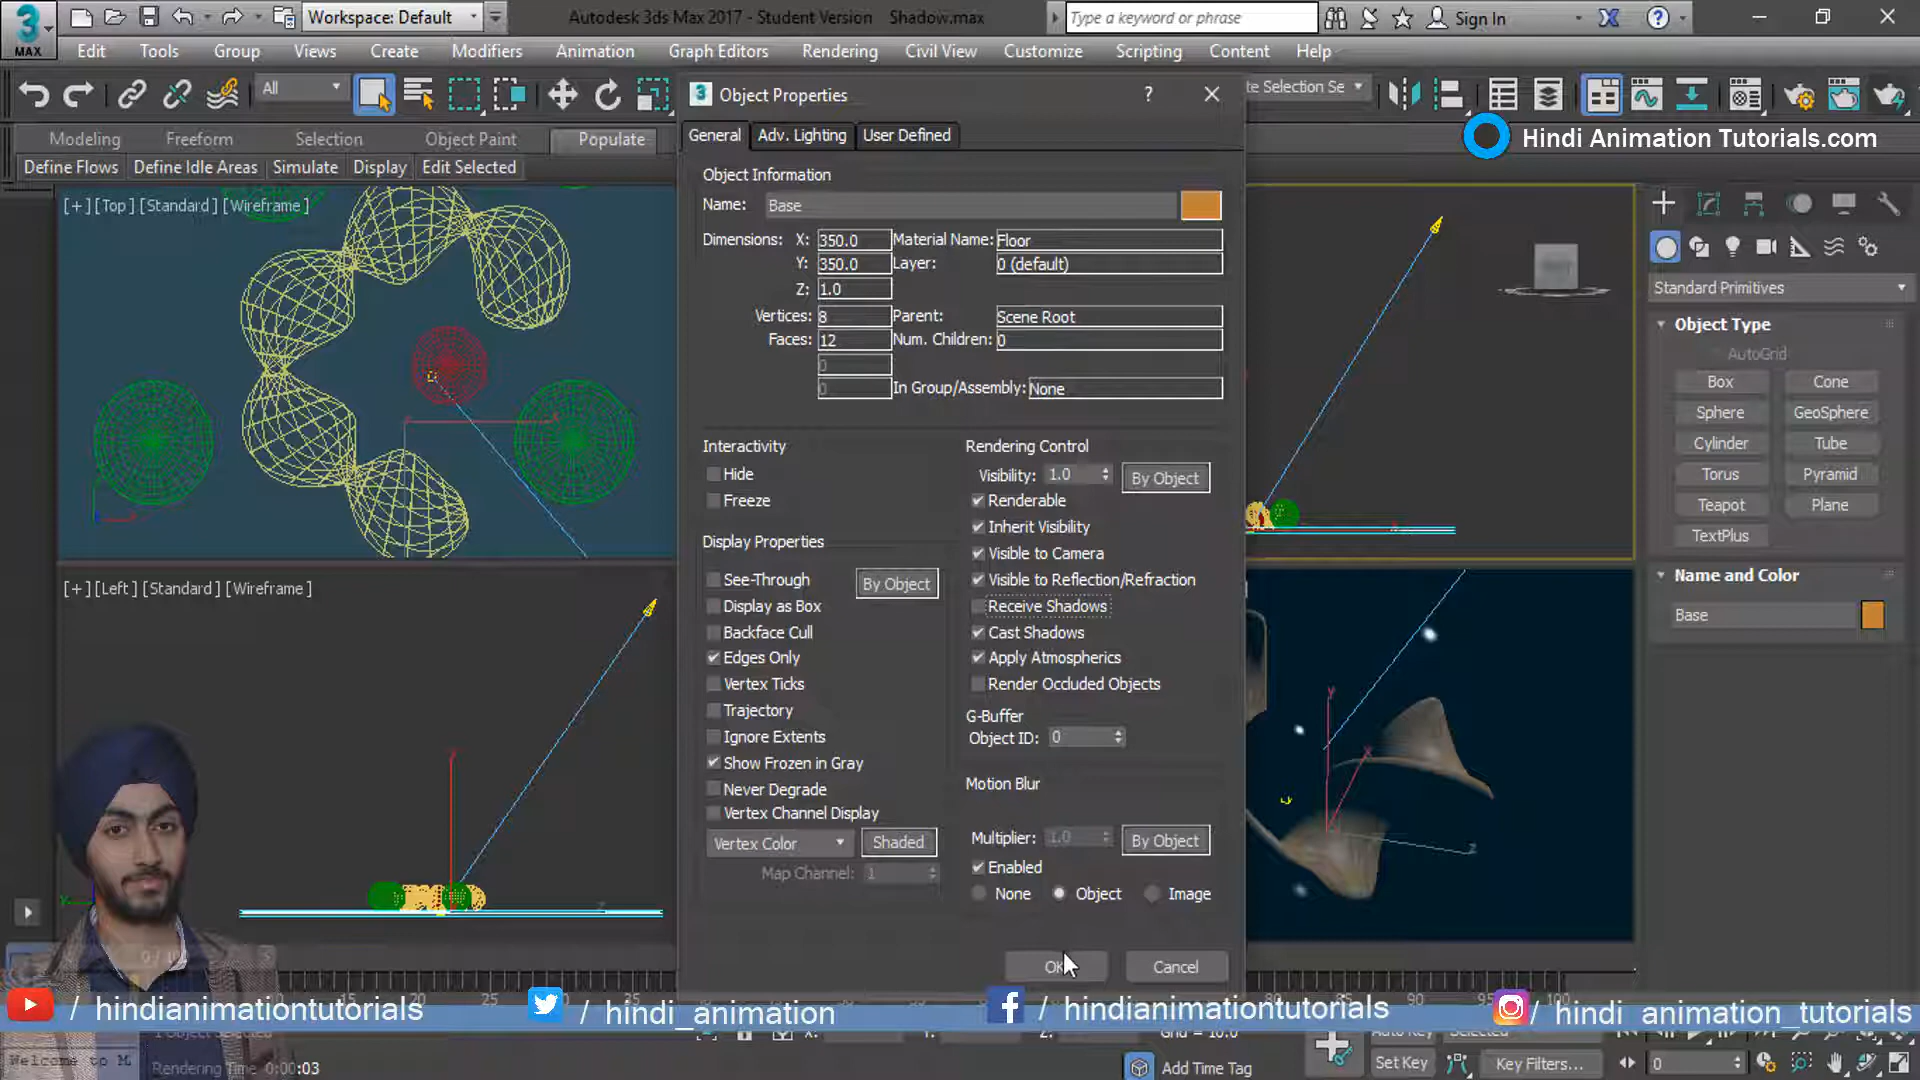 3 MAX Workspace: Default Autodesk 3ds Max 2017 - Student Version Shadow.max Type a keyword or phrase Sign In
Edit Tools Group Views Create Modifiers Animation Graph Editors Rendering Civil View Customize Scripting Content Help
All te Selection Se
Modeling Freeform Selection Object Paint Populate
Define Flows Define Idle Areas Simulate Display Edit Selected
Hindi Animation Tutorials.com
[+] [Top] [Standard] [Wireframe]
[+] [Left] [Standard] [Wireframe]
3 Object Properties ?
General Adv. Lighting User Defined
Object Information
Name: Base
Dimensions: X: 350.0 Material Name: Floor
Y: 350.0 Layer: 0 (default)
Z: 1.0
Vertices: 8 Parent: Scene Root
Faces: 12 Num. Children: 0
0
0 In Group/Assembly: None
Interactivity
Hide
Freeze
Display Properties
See-Through By Object
Display as Box
Backface Cull
Edges Only
Vertex Ticks
Trajectory
Ignore Extents
Show Frozen in Gray
Never Degrade
Vertex Channel Display
Vertex Color Shaded
Map Channel: 1
Rendering Control
Visibility: 1.0 By Object
Renderable
Inherit Visibility
Visible to Camera
Visible to Reflection/Refraction
Receive Shadows
Cast Shadows
Apply Atmospherics
Render Occluded Objects
G-Buffer
Object ID: 0
Motion Blur
Multiplier: 1.0 By Object
Enabled
None Object Image
OK Cancel
Standard Primitives
Object Type
AutoGrid
Box Cone
Sphere GeoSphere
Cylinder Tube
Torus Pyramid
Teapot Plane
TextPlus
Name and Color
Base
25 90
/ hindianimationtutorials / hindi_animation / hindianimationtutorials / hindi_animation_tutorials
Welcome to M Rendering Time 0:00:03 Add Time Tag Set Key Key Filters... 0